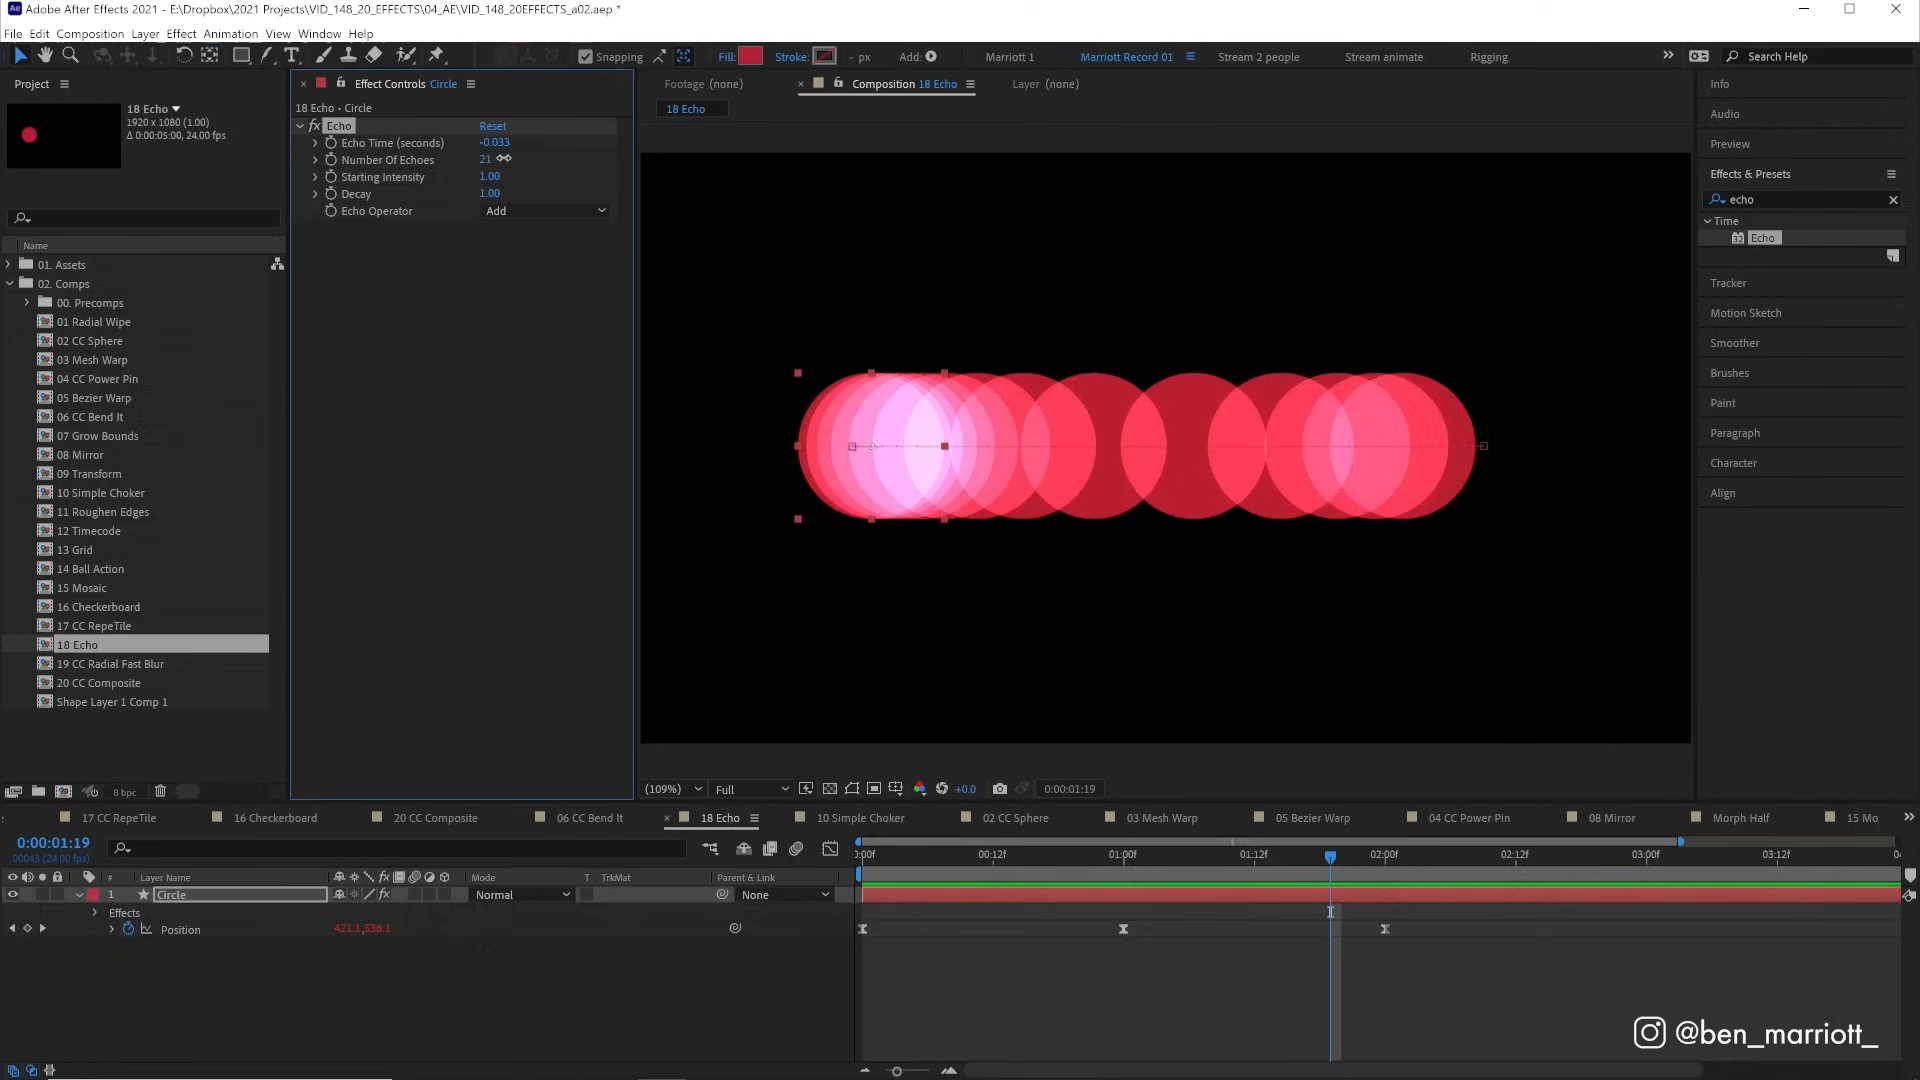 Adobe After Effects 2021 - E:\Dropbox\2021 Projects\VID_148_20_EFFECTS\04_AE\VID_148_20EFFECTS_a02.aep *
File Edit Composition Layer Effect Animation View Window Help
Snapping Fill: Stroke: - px Add: Marriott 1 Marriott Record 01 Stream 2 people Stream animate Rigging Search Help
Project
18 Echo
1920 x 1080 (1.00)
Δ 0:00:05:00, 24.00 fps
Name
01. Assets
02. Comps
00. Precomps
01 Radial Wipe
02 CC Sphere
03 Mesh Warp
04 CC Power Pin
05 Bezier Warp
06 CC Bend It
07 Grow Bounds
08 Mirror
09 Transform
10 Simple Choker
11 Roughen Edges
12 Timecode
13 Grid
14 Ball Action
15 Mosaic
16 Checkerboard
17 CC RepeTile
18 Echo
19 CC Radial Fast Blur
20 CC Composite
Shape Layer 1 Comp 1
8 bpc
Effect Controls Circle
18 Echo - Circle
fx Echo Reset
Echo Time (seconds) -0.033
Number Of Echoes 21
Starting Intensity 1.00
Decay 1.00
Echo Operator Add
Footage (none) Composition 18 Echo Layer (none)
18 Echo
(109%) Full +0.0 0:00:01:19
Info
Audio
Preview
Effects & Presets
echo
Time
32 Echo
Tracker
Motion Sketch
Smoother
Brushes
Paint
Paragraph
Character
Align
17 CC RepeTile 16 Checkerboard 20 CC Composite 06 CC Bend It 18 Echo 10 Simple Choker 02 CC Sphere 03 Mesh Warp 05 Bezier Warp 04 CC Power Pin 08 Mirror Morph Half 15 Mo
0:00:01:19
00043 (24.00 fps)
0:00f 00:12f 01:00f 01:12f 02:00f 02:12f 03:00f 03:12f
# Layer Name fx Mode T TrkMat Parent & Link
1 Circle fx Normal None
Effects
Position 421.1,536.1
@ben_marriott_